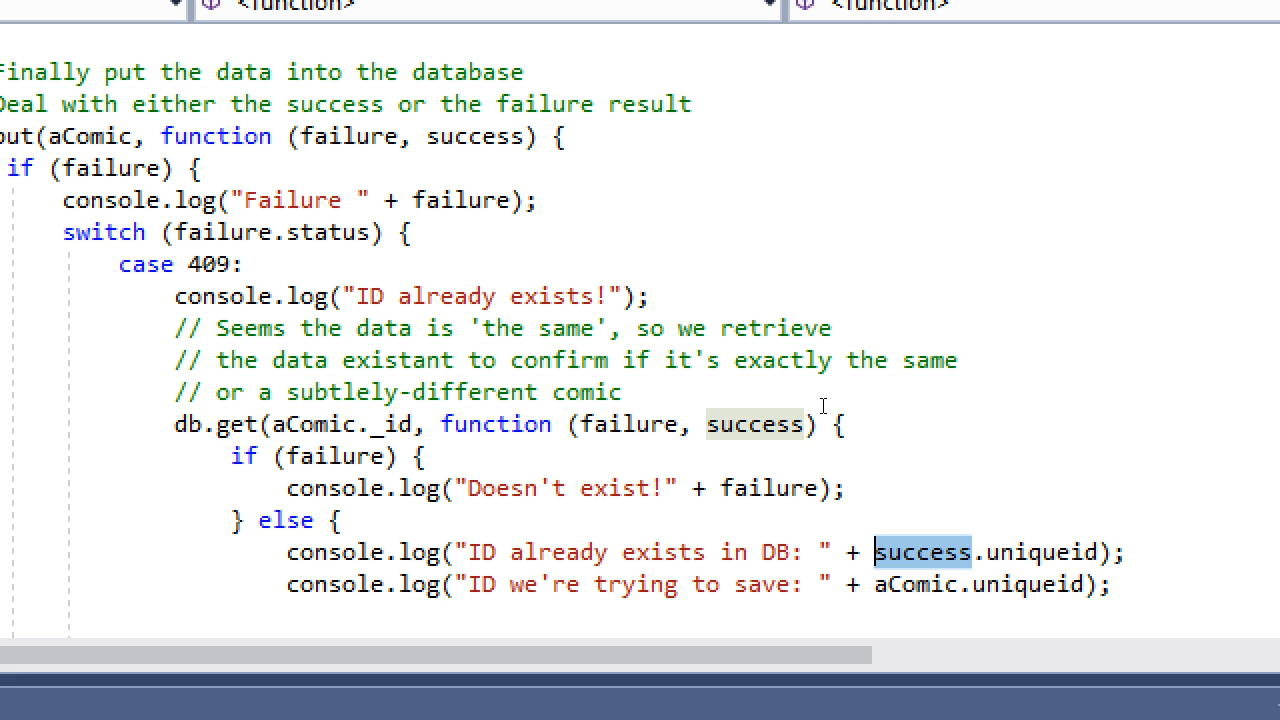 <function> <function>
Finally put the data into the database
Deal with either the success or the failure result
put(aComic, function (failure, success) {
if (failure) {
console.log("Failure " + failure);
switch (failure.status) {
case 409:
console.log("ID already exists!");
// Seems the data is 'the same', so we retrieve
// the data existant to confirm if it's exactly the same
// or a subtlely-different comic
db.get(aComic._id, function (failure, success) {
if (failure) {
console.log("Doesn't exist!" + failure);
} else {
console.log("ID already exists in DB: " + success.uniqueid);
console.log("ID we're trying to save: " + aComic.uniqueid);